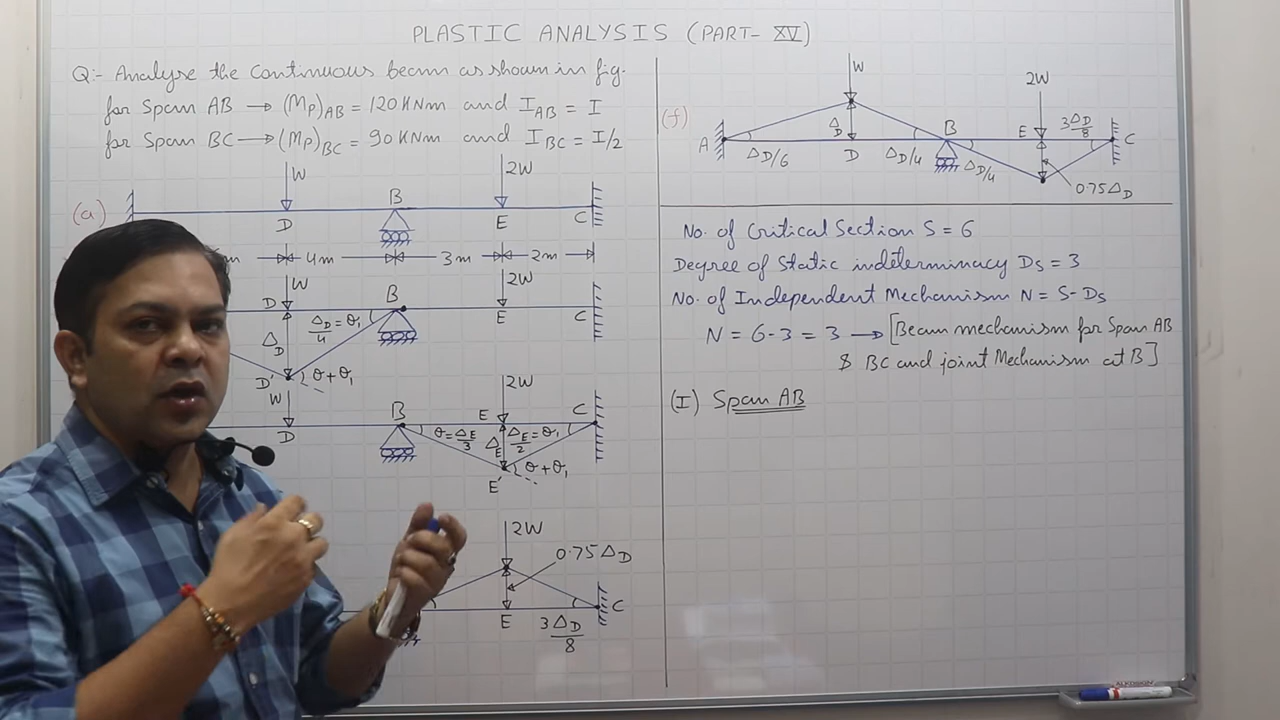 PLASTIC ANALYSIS (PART- XV)
Q:- Analyse the Continuous beam as shown in fig.
for Span AB → (MP)AB = 120 KNm and IAB = I
for Span BC → (MP)BC = 90 KNm and IBC = I/2
(a)
W
B
2W
D
E
C
m
4m
3m
2m
W
2W
D
B
E
C
ΔD
ΔD/4 = θ1
D'
θ+θ1
W
D
B
2W
E
C
θ = ΔE/3
ΔE
ΔE/2 = θ1
θ+θ1
E'
2W
0.75ΔD
E
C
3ΔD/8
(f)
W
2W
A
ΔD
B
E
3ΔD/8
C
ΔD/6
D
ΔD/4
ΔD/4
0.75ΔD
No. of Critical Section S = 6
Degree of Static indeterminacy DS = 3
No. of Independent Mechanism N = S-DS
N = 6-3 = 3 → [Beam mechanism for Span AB
& BC and joint Mechanism at B]
(I) Span AB